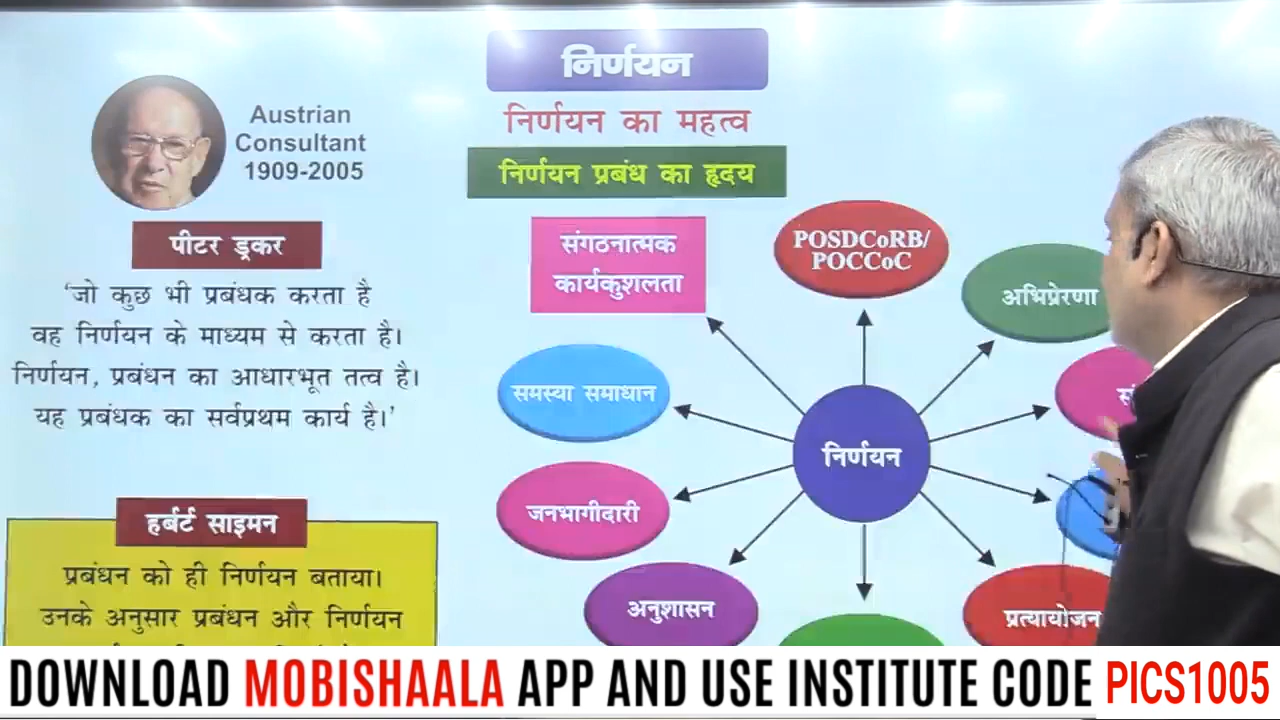 निर्णयन
निर्णयन का महत्व
निर्णयन प्रबंध का हृदय
Austrian
Consultant
1909-2005
पीटर ड्रकर
‘जो कुछ भी प्रबंधक करता है
वह निर्णयन के माध्यम से करता है।
निर्णयन, प्रबंधन का आधारभूत तत्व है।
यह प्रबंधक का सर्वप्रथम कार्य है।’
हर्बर्ट साइमन
प्रबंधन को ही निर्णयन बताया।
उनके अनुसार प्रबंधन और निर्णयन
संगठनात्मक
कार्यकुशलता
POSDCoRB/
POCCoC
अभिप्रेरणा
समस्या समाधान
निर्णयन
जनभागीदारी
अनुशासन
प्रत्यायोजन
DOWNLOAD MOBISHAALA APP AND USE INSTITUTE CODE PICS1005